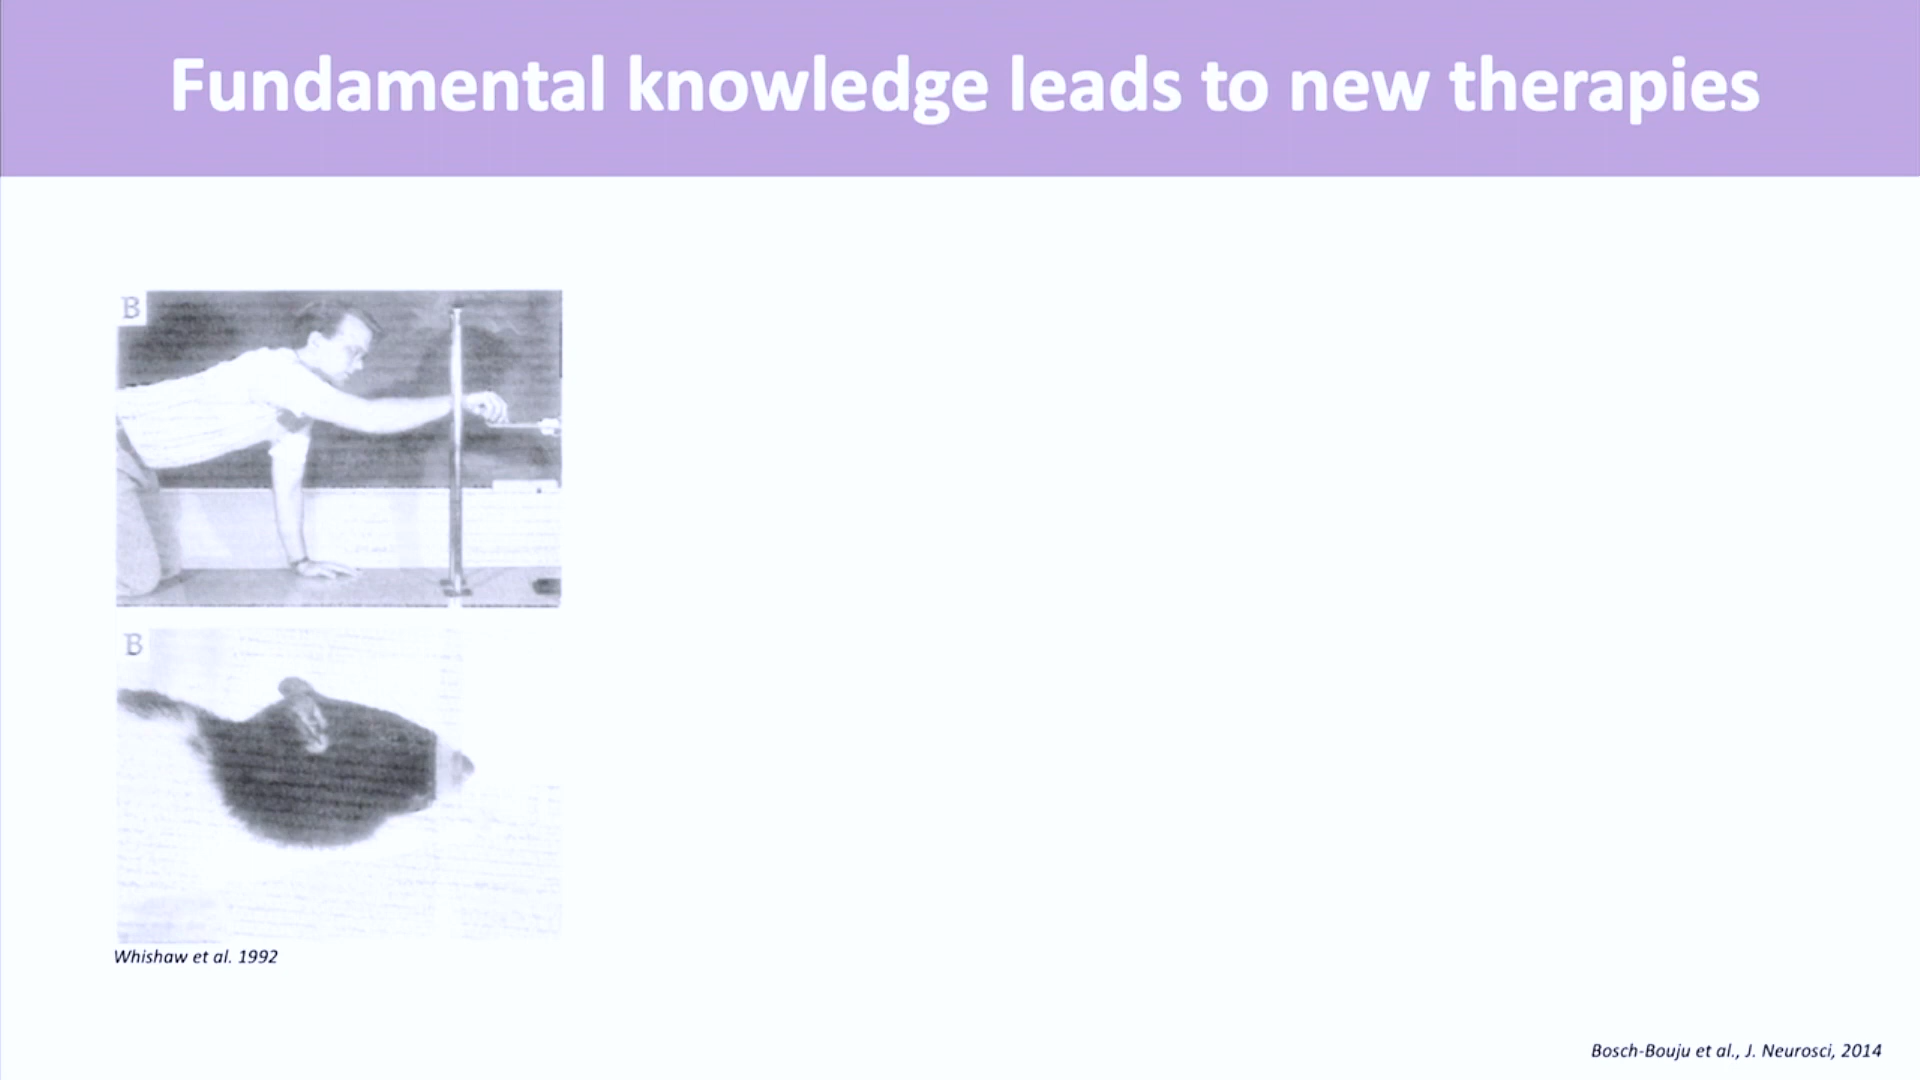 Fundamental knowledge leads to new therapies
B
B
Whishaw et al. 1992
Bosch-Bouju et al., J. Neurosci, 2014